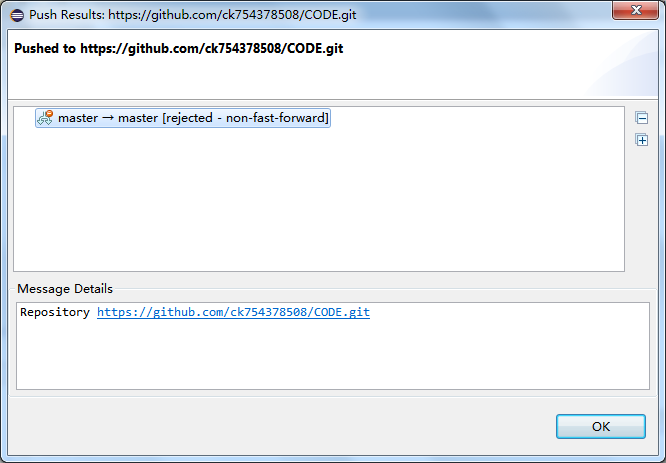 Push Results: https://github.com/ck754378508/CODE.git
Pushed to https://github.com/ck754378508/CODE.git
master → master [rejected - non-fast-forward]
Message Details
Repository https://github.com/ck754378508/CODE.git
OK